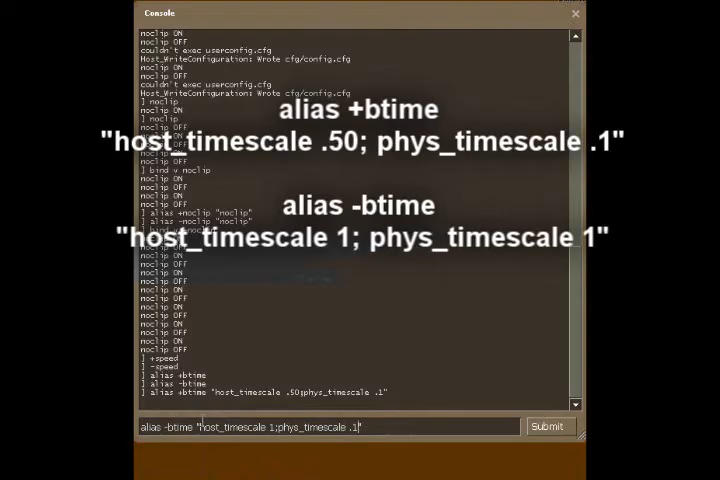 Console
noclip ON
noclip OFF
couldn't exec userconfig.cfg
Host_WriteConfiguration: Wrote cfg/config.cfg
noclip ON
noclip OFF
couldn't exec userconfig.cfg
Host_WriteConfiguration: Wrote cfg/config.cfg
] noclip
noclip ON
] noclip
noclip OFF
alias +btime
"host_timescale .50; phys_timescale .1"
] bind v noclip
noclip ON
noclip OFF
noclip ON
noclip OFF
] alias +noclip "noclip"
] alias -noclip "noclip"
alias -btime
"host_timescale 1; phys_timescale 1"
noclip OFF
noclip ON
noclip OFF
noclip ON
noclip OFF
noclip ON
noclip OFF
noclip ON
noclip OFF
noclip ON
noclip OFF
] +speed
] -speed
] alias +btime
] alias -btime
] alias +btime "host_timescale .50;phys_timescale .1"
alias -btime "host_timescale 1;phys_timescale .1"
Submit